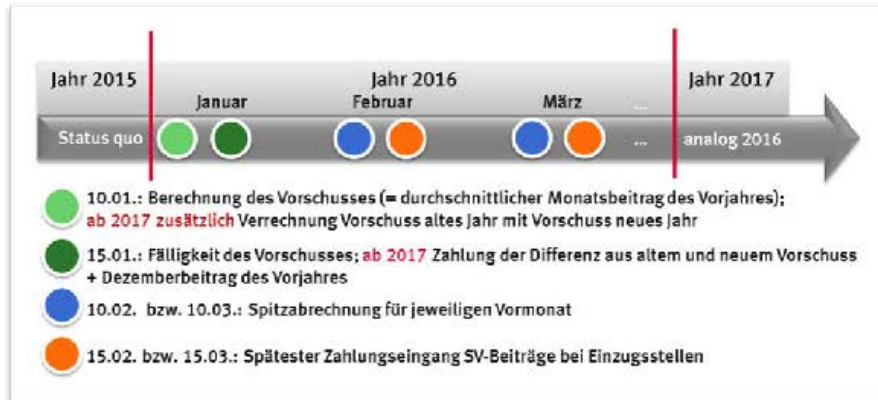 Jahr 2015
Jahr 2016
Jahr 2017
Januar
Februar
März
...
Status quo
...
analog 2016
10.01.: Berechnung des Vorschusses (= durchschnittlicher Monatsbeitrag des Vorjahres);
ab 2017 zusätzlich Verrechnung Vorschuss altes Jahr mit Vorschuss neues Jahr
15.01.: Fälligkeit des Vorschusses; ab 2017 Zahlung der Differenz aus altem und neuem Vorschuss
+ Dezemberbeitrag des Vorjahres
10.02. bzw. 10.03.: Spitzabrechnung für jeweiligen Vormonat
15.02. bzw. 15.03.: Spätester Zahlungseingang SV-Beiträge bei Einzugsstellen